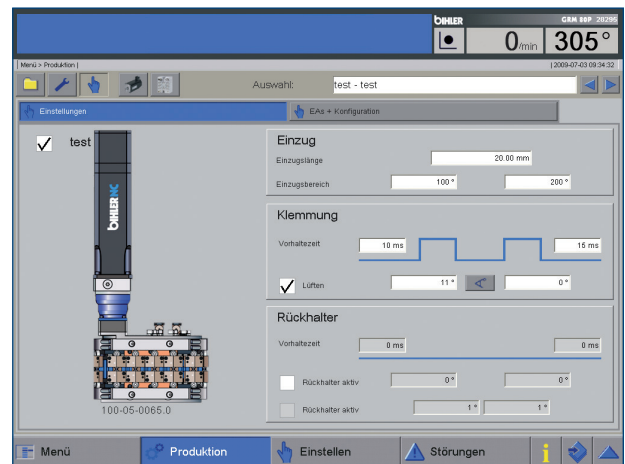 BIHLER GRM 80P 20295
0/min 305°
Menü > Produktion | | 2009-07-03 09:34:32
Auswahl: test - test
Einstellungen EAs + Konfiguration
test
BIHLER NC
100-05-0065.0
Einzug
Einzugslänge 20.00 mm
Einzugsbereich 100° 200°
Klemmung
Vorhaltezeit 10 ms 15 ms
Lüften 11° 0°
Rückhalter
Vorhaltezeit 0 ms 0 ms
Rückhalter aktiv 0° 0°
Rückhalter aktiv 1° 1°
Menü Produktion Einstellen Störungen i